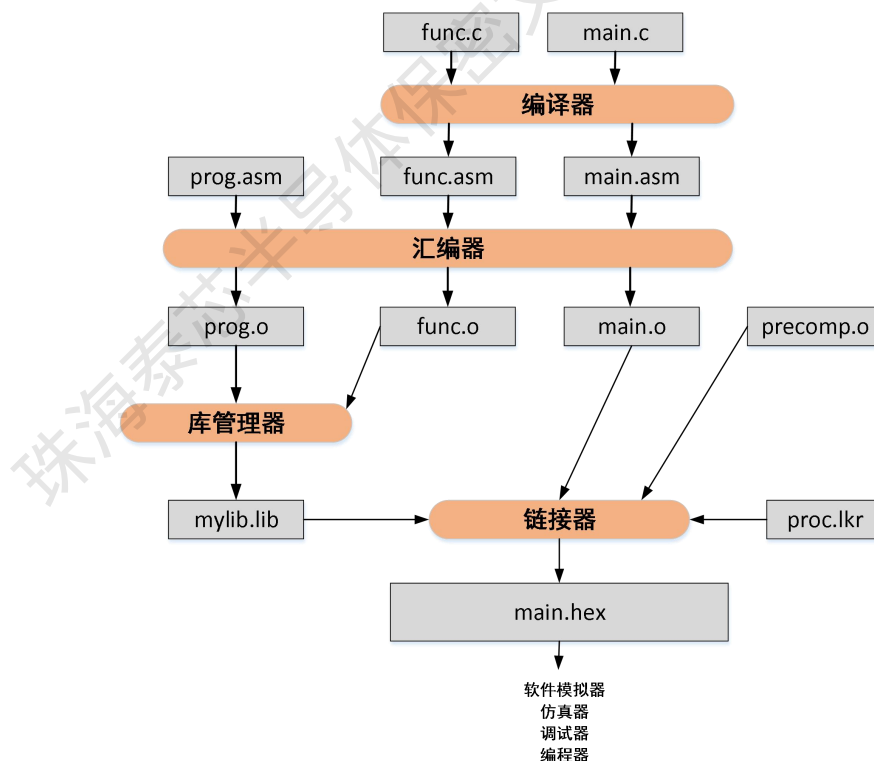 func.c
main.c
编译器
prog.asm
func.asm
main.asm
汇编器
prog.o
func.o
main.o
precomp.o
库管理器
mylib.lib
链接器
proc.lkr
main.hex
软件模拟器
仿真器
调试器
编程器
珠海泰芯半导体保密文